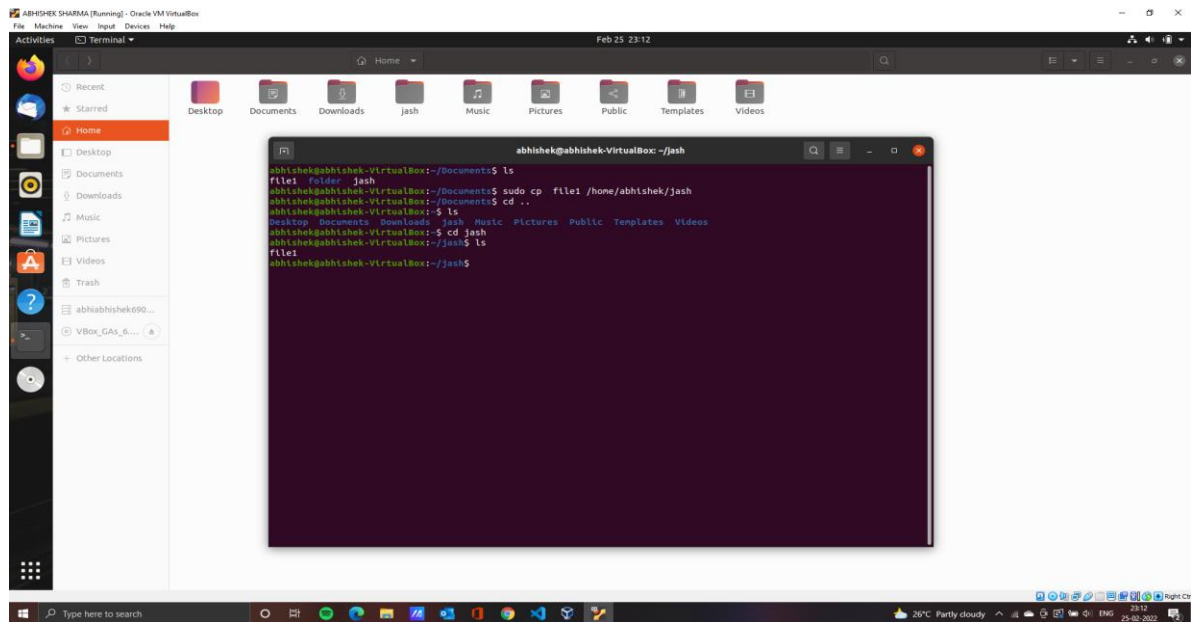 ABHISHEK SHARMA [Running] - Oracle VM VirtualBox
File Machine View Input Devices Help
Activities Terminal Feb 25 23:12
Home
Recent
Starred
Home
Desktop
Documents
Downloads
Music
Pictures
Videos
Trash
abhiabhishek690...
VBox_GAs_6....
+ Other Locations
Desktop Documents Downloads jash Music Pictures Public Templates Videos
abhishek@abhishek-VirtualBox: ~/jash
abhishek@abhishek-VirtualBox:~/Documents$ ls
file1 folder jash
abhishek@abhishek-VirtualBox:~/Documents$ sudo cp  file1 /home/abhishek/jash
abhishek@abhishek-VirtualBox:~/Documents$ cd ..
abhishek@abhishek-VirtualBox:~$ ls
Desktop Documents Downloads jash Music Pictures Public Templates Videos
abhishek@abhishek-VirtualBox:~$ cd jash
abhishek@abhishek-VirtualBox:~/jash$ ls
file1
abhishek@abhishek-VirtualBox:~/jash$
Right Ctr
Type here to search
26°C Partly cloudy
ENG
23:12
25-02-2022